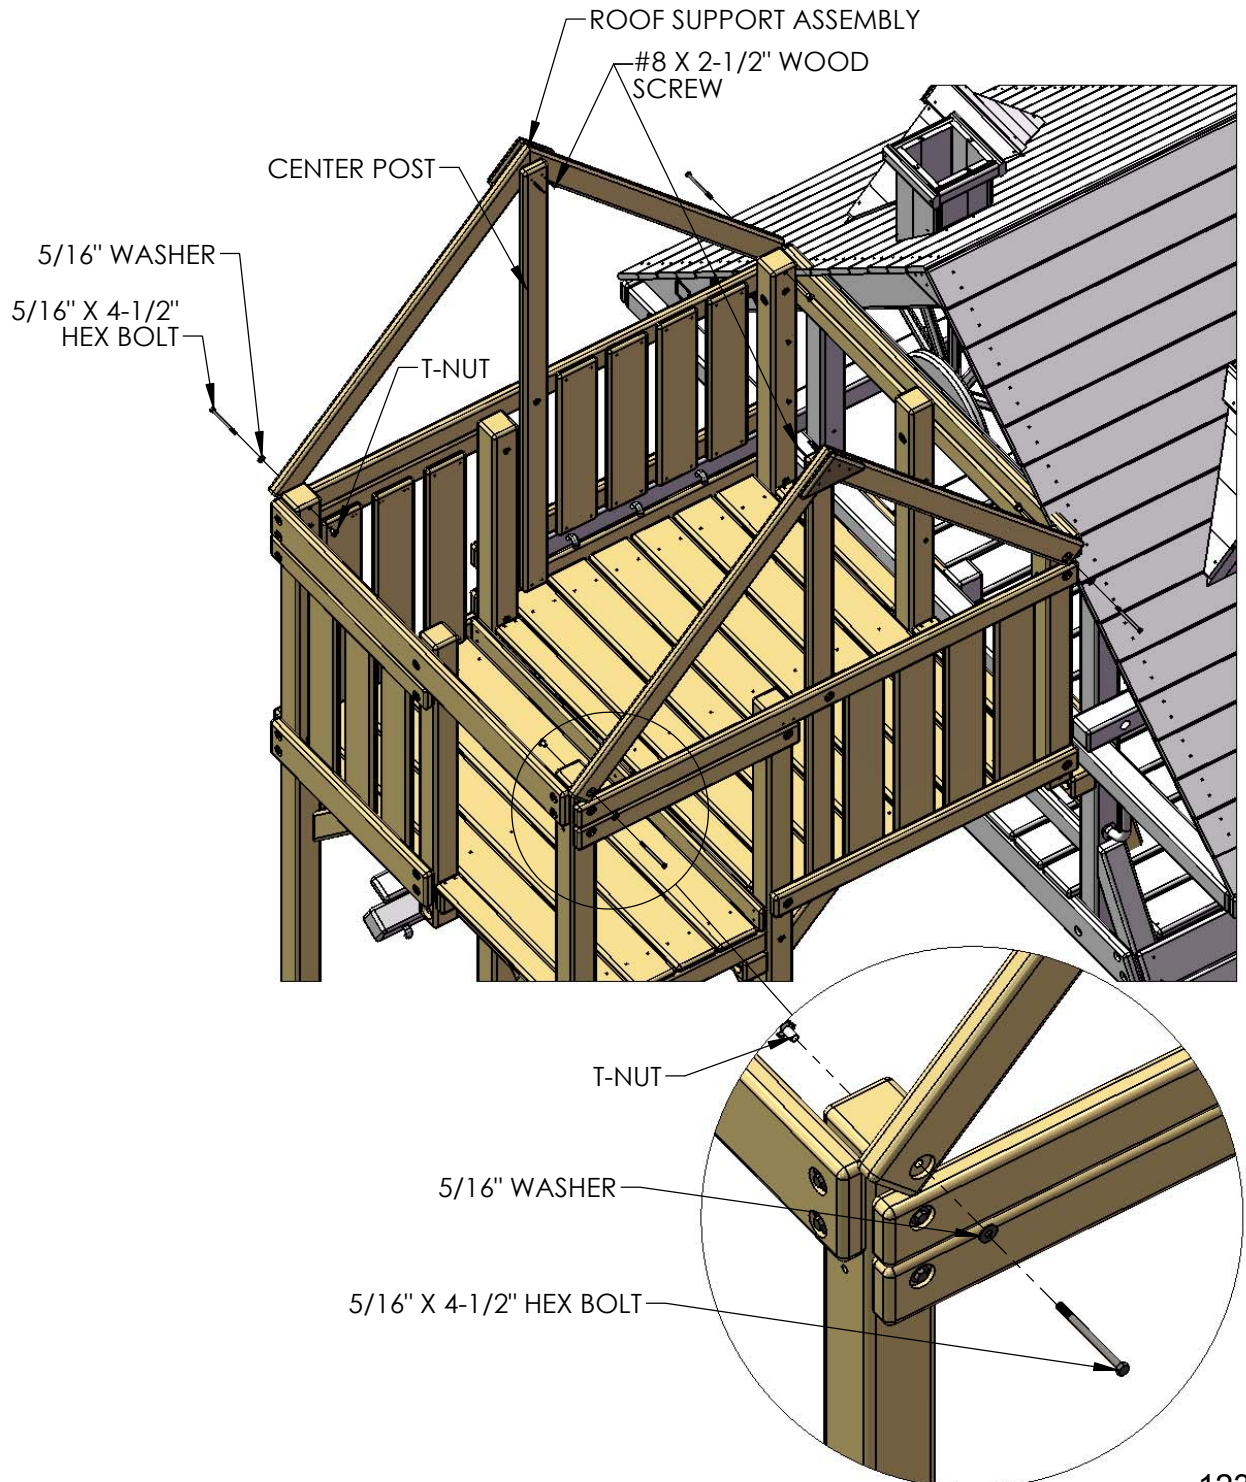 ROOF SUPPORT ASSEMBLY
#8 X 2-1/2" WOOD
SCREW
CENTER POST
5/16" WASHER
5/16" X 4-1/2"
HEX BOLT
T-NUT
T-NUT
5/16" WASHER
5/16" X 4-1/2" HEX BOLT